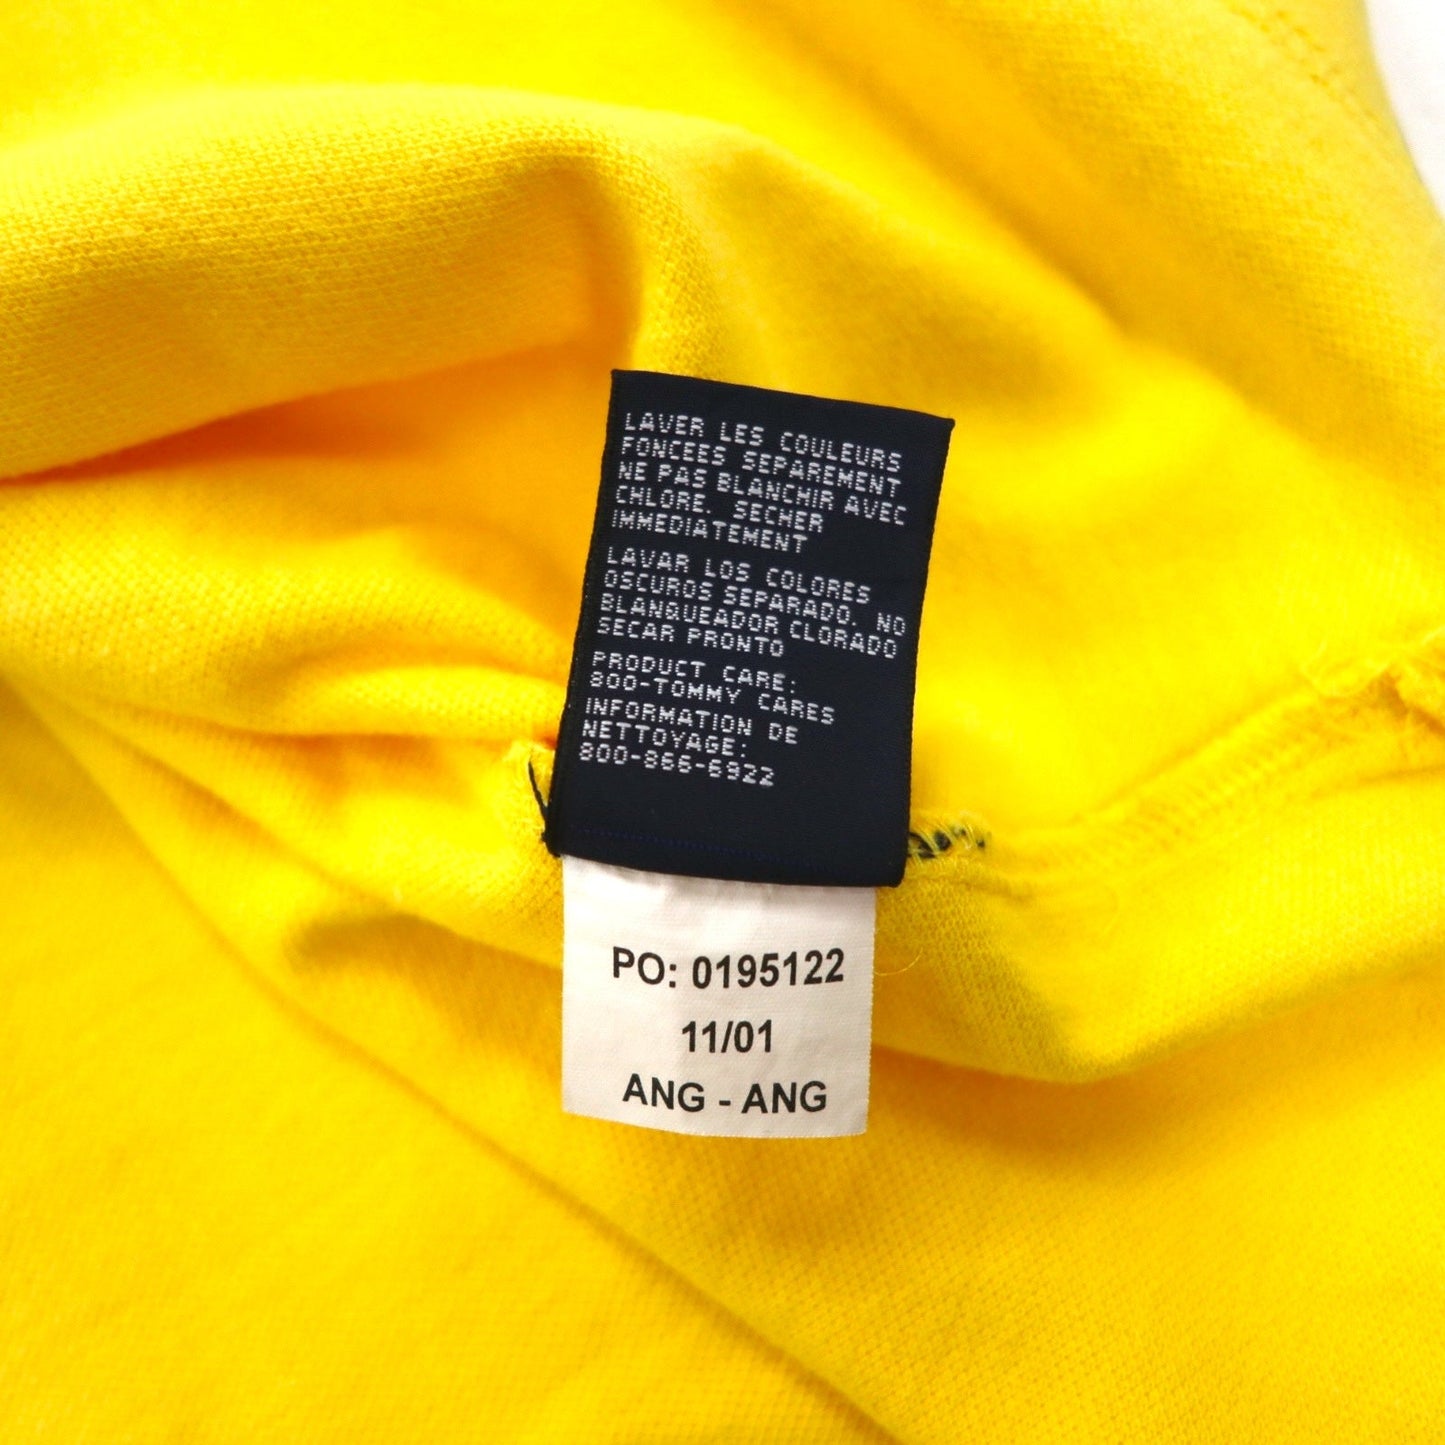 LAVER LES COULEURS
FONCEES SEPAREMENT
NE PAS BLANCHIR AVEC
CHLORE. SECHER
IMMEDIATEMENT
LAVAR LOS COLORES
OSCUROS SEPARADO. NO
BLANQUEADOR CLORADO
SECAR PRONTO
PRODUCT CARE:
800-TOMMY CARES
INFORMATION DE
NETTOYAGE:
800-866-6922
PO: 0195122
11/01
ANG - ANG